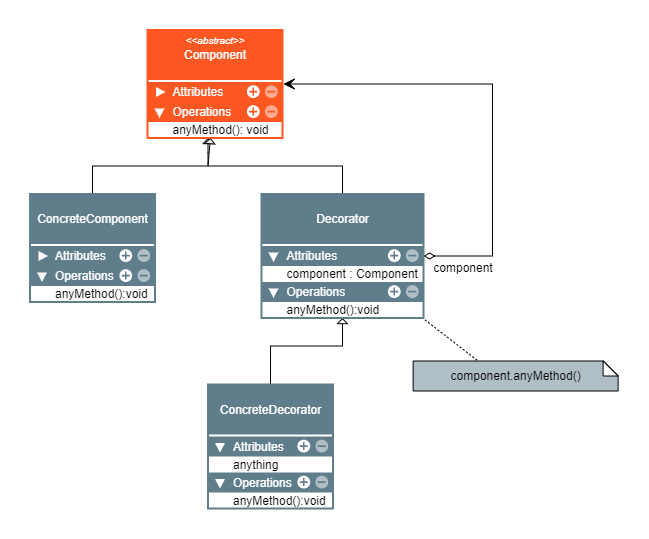 <<abstract>>
Component
Attributes
Operations
anyMethod(): void
ConcreteComponent
Attributes
Operations
anyMethod():void
Decorator
Attributes
component : Component
Operations
anyMethod():void
component
component.anyMethod()
ConcreteDecorator
Attributes
anything
Operations
anyMethod():void